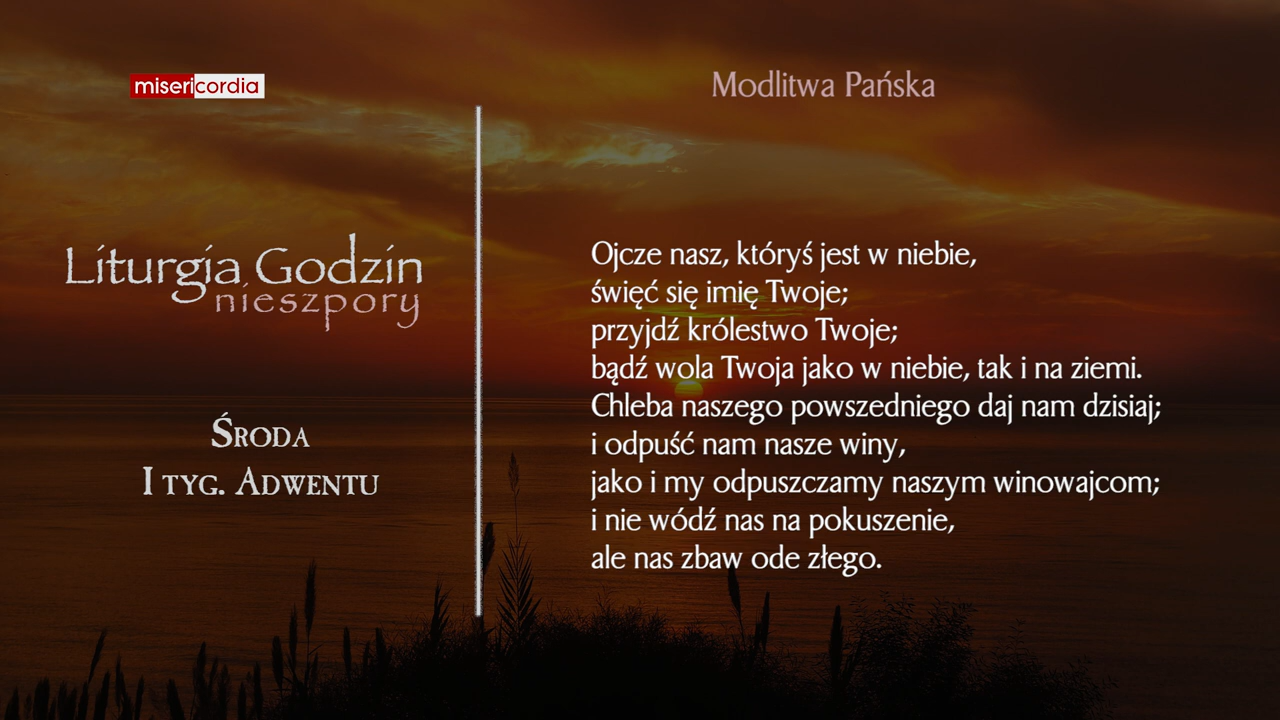 misericordia
Liturgia Godzin
nieszpory
Środa
I tyg. Adwentu
Modlitwa Pańska
Ojcze nasz, któryś jest w niebie,
święć się imię Twoje;
przyjdź królestwo Twoje;
bądź wola Twoja jako w niebie, tak i na ziemi.
Chleba naszego powszedniego daj nam dzisiaj;
i odpuść nam nasze winy,
jako i my odpuszczamy naszym winowajcom;
i nie wódź nas na pokuszenie,
ale nas zbaw ode złego.